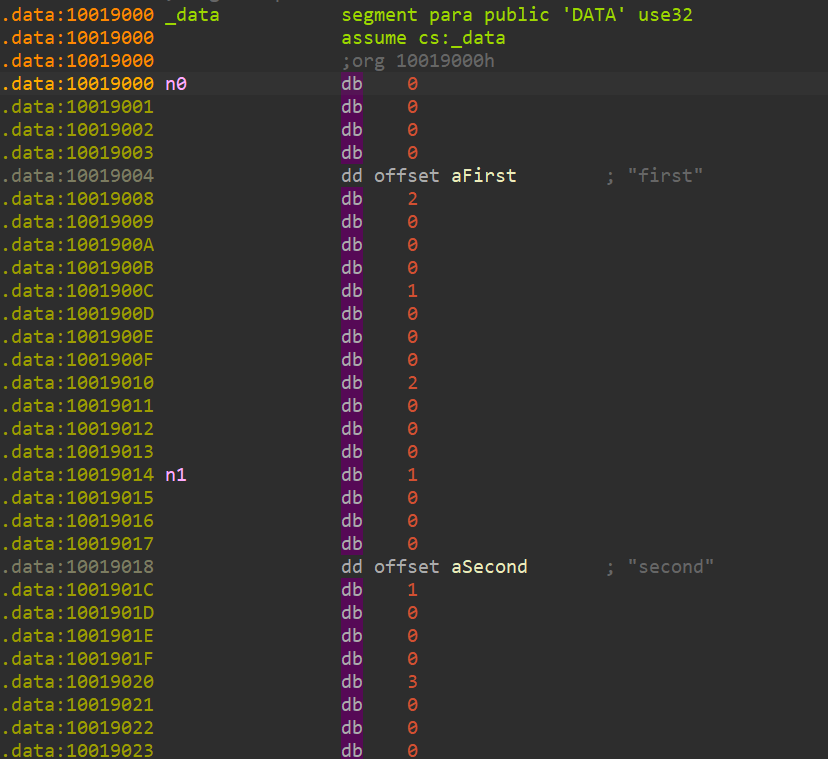 .data:10019000 _data segment para public 'DATA' use32
.data:10019000 assume cs:_data
.data:10019000 ;org 10019000h
.data:10019000 n0 db 0
.data:10019001 db 0
.data:10019002 db 0
.data:10019003 db 0
.data:10019004 dd offset aFirst ; "first"
.data:10019008 db 2
.data:10019009 db 0
.data:1001900A db 0
.data:1001900B db 0
.data:1001900C db 1
.data:1001900D db 0
.data:1001900E db 0
.data:1001900F db 0
.data:10019010 db 2
.data:10019011 db 0
.data:10019012 db 0
.data:10019013 db 0
.data:10019014 n1 db 1
.data:10019015 db 0
.data:10019016 db 0
.data:10019017 db 0
.data:10019018 dd offset aSecond ; "second"
.data:1001901C db 1
.data:1001901D db 0
.data:1001901E db 0
.data:1001901F db 0
.data:10019020 db 3
.data:10019021 db 0
.data:10019022 db 0
.data:10019023 db 0